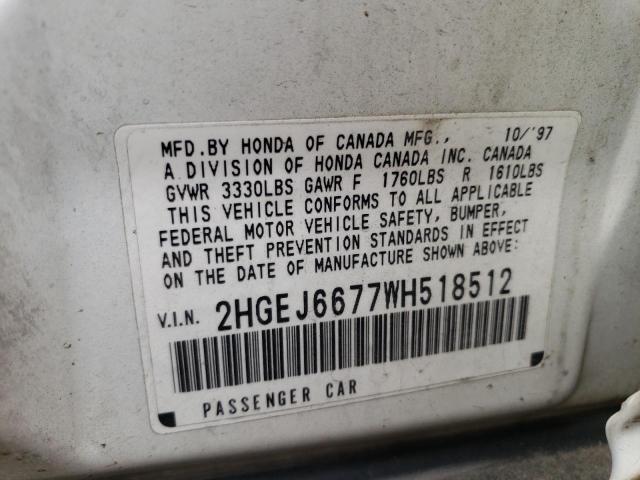 MFD.BY HONDA OF CANADA MFG., 10/'97
A DIVISION OF HONDA CANADA INC. CANADA
GVWR 3330LBS GAWR F 1760LBS R 1610LBS
THIS VEHICLE CONFORMS TO ALL APPLICABLE
FEDERAL MOTOR VEHICLE SAFETY, BUMPER,
AND THEFT PREVENTION STANDARDS IN EFFECT
ON THE DATE OF MANUFACTURE SHOWN ABOVE:
V.I.N. 2HGEJ6677WH518512
PASSENGER CAR